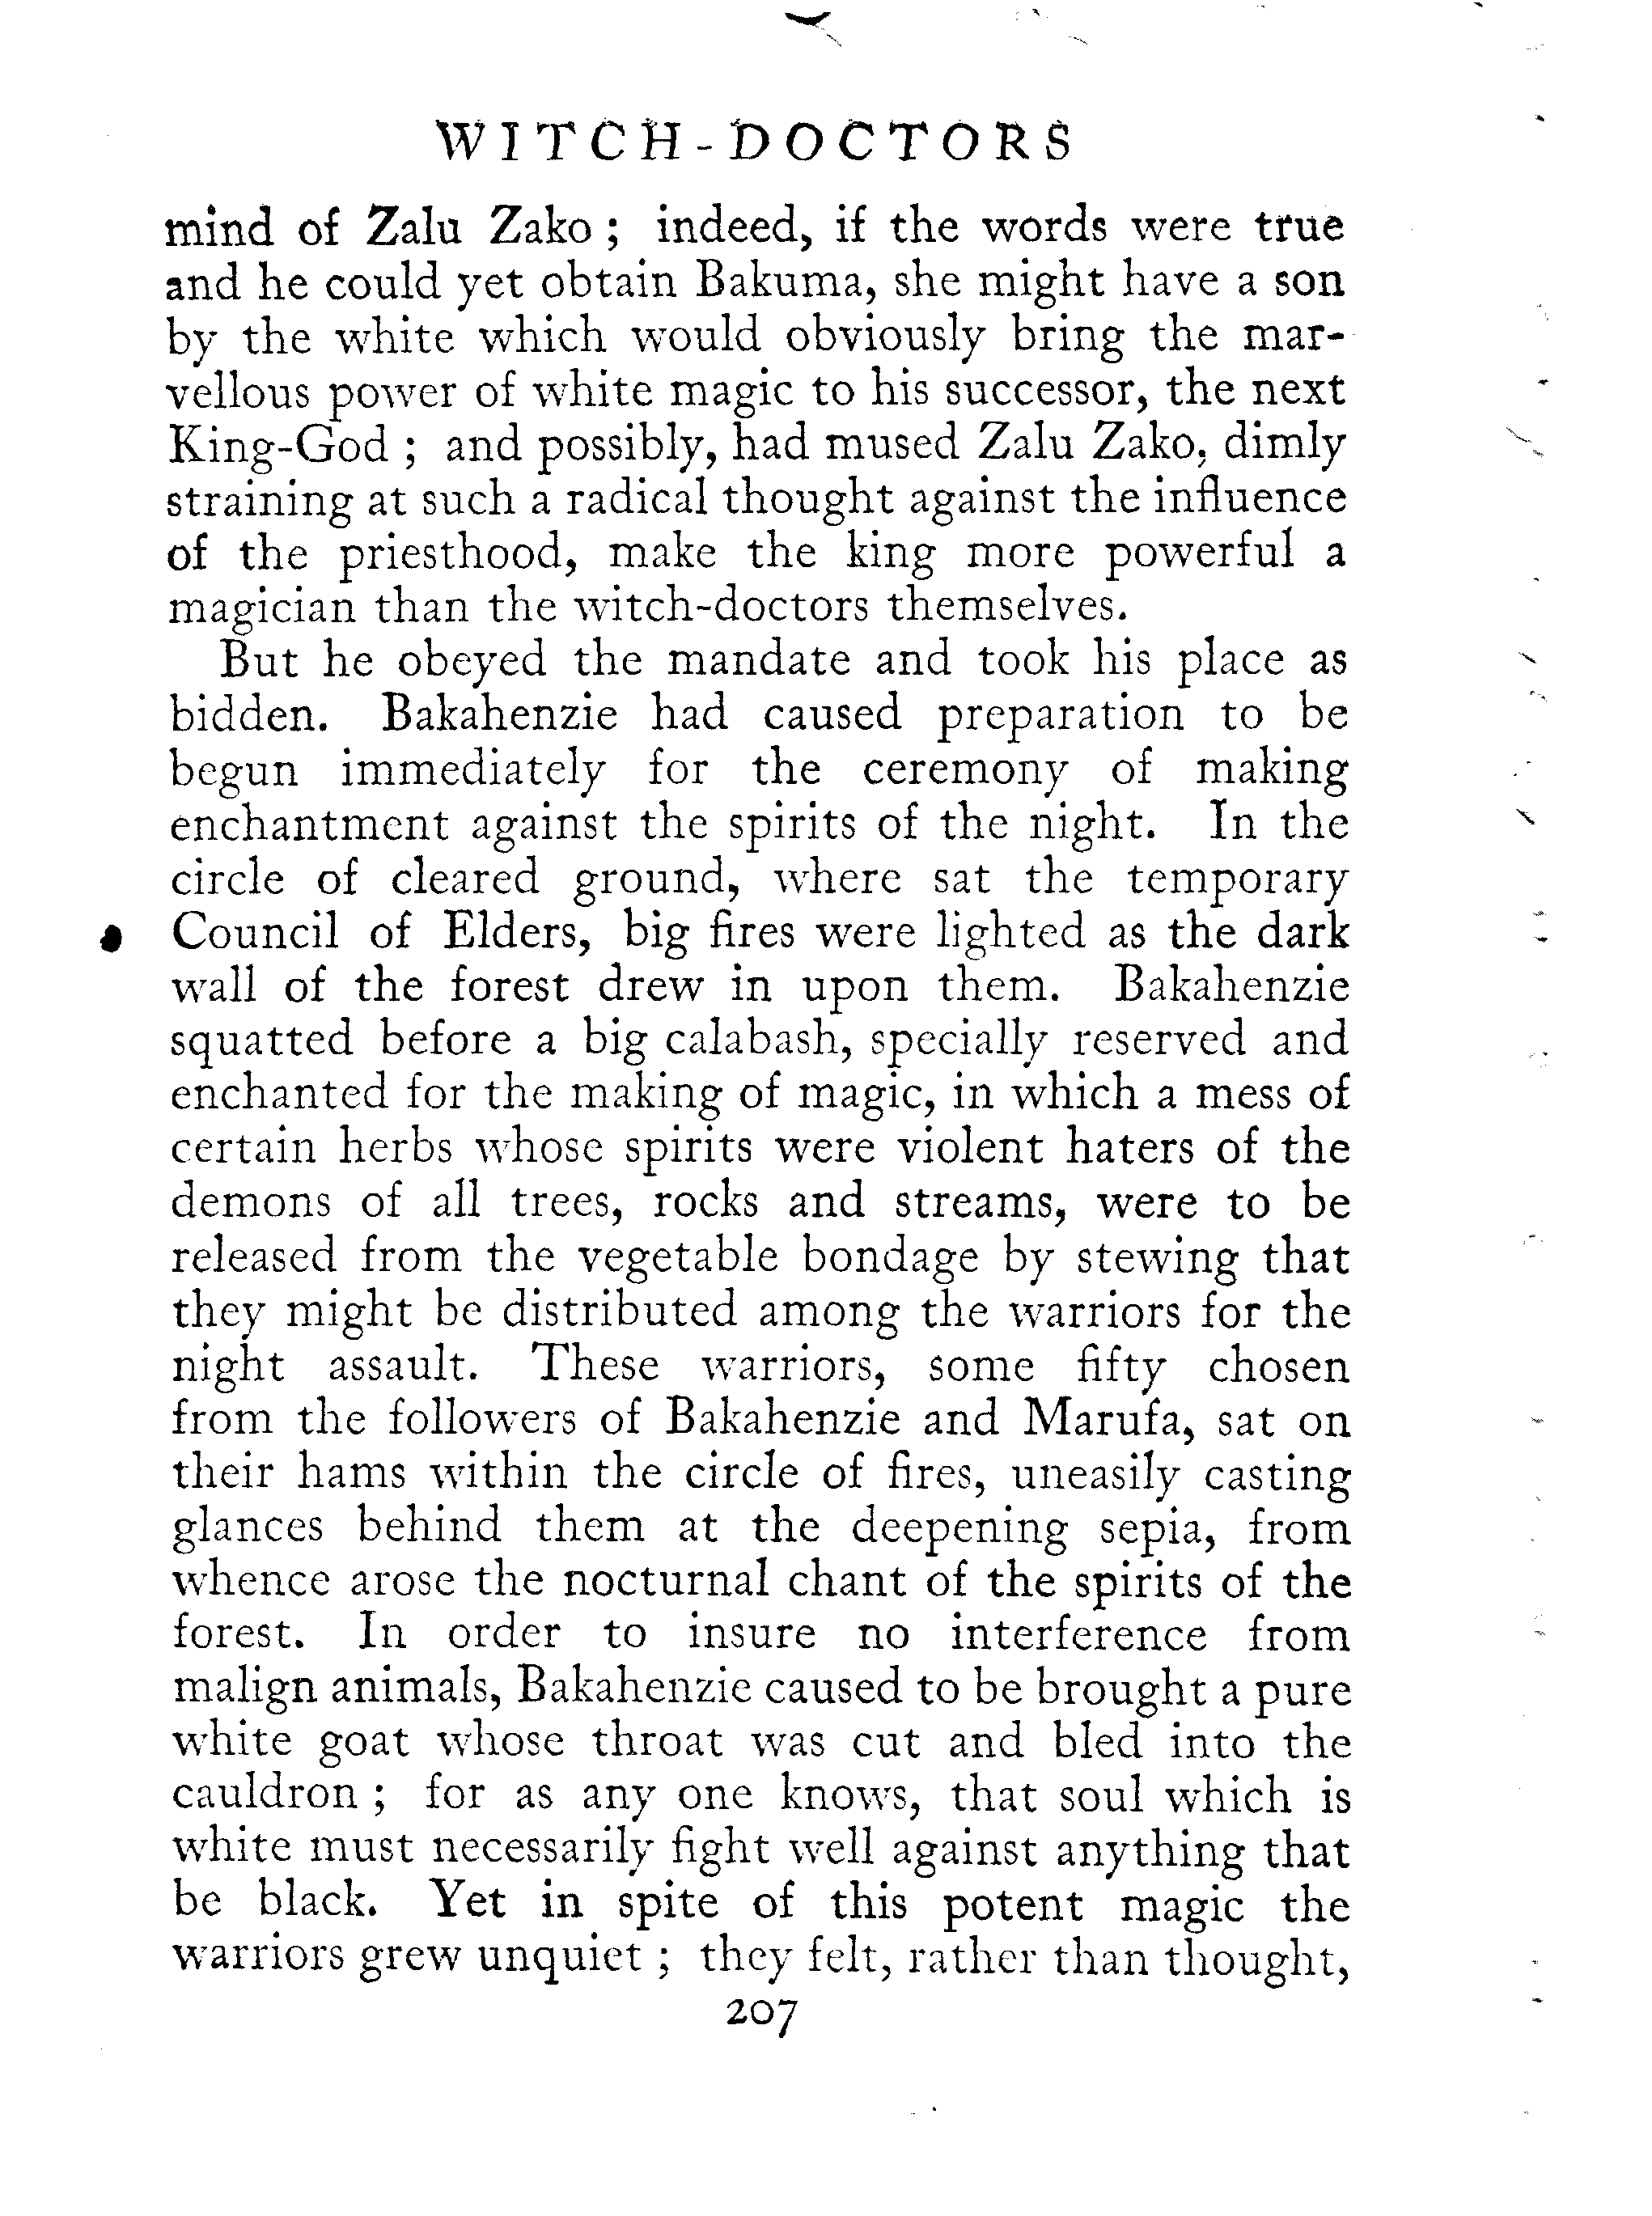 WITCH-DOCTORS
mind of Zalu Zako ; indeed, if the words were true
and he could yet obtain Bakuma, she might have a son
by the white which would obviously bring the mar-
vellous power of white magic to his successor, the next
King-God ; and possibly, had mused Zalu Zako, dimly
straining at such a radical thought against the influence
of the priesthood, make the king more powerful a
magician than the witch-doctors themselves.
But he obeyed the mandate and took his place as
bidden. Bakahenzie had caused preparation to be
begun immediately for the ceremony of making
enchantment against the spirits of the night. In the
circle of cleared ground, where sat the temporary
Council of Elders, big fires were lighted as the dark
wall of the forest drew in upon them. Bakahenzie
squatted before a big calabash, specially reserved and
enchanted for the making of magic, in which a mess of
certain herbs whose spirits were violent haters of the
demons of all trees, rocks and streams, were to be
released from the vegetable bondage by stewing that
they might be distributed among the warriors for the
night assault. These warriors, some fifty chosen
from the followers of Bakahenzie and Marufa, sat on
their hams within the circle of fires, uneasily casting
glances behind them at the deepening sepia, from
whence arose the nocturnal chant of the spirits of the
forest. In order to insure no interference from
malign animals, Bakahenzie caused to be brought a pure
white goat whose throat was cut and bled into the
cauldron ; for as any one knows, that soul which is
white must necessarily fight well against anything that
be black. Yet in spite of this potent magic the
warriors grew unquiet ; they felt, rather than thought,
207